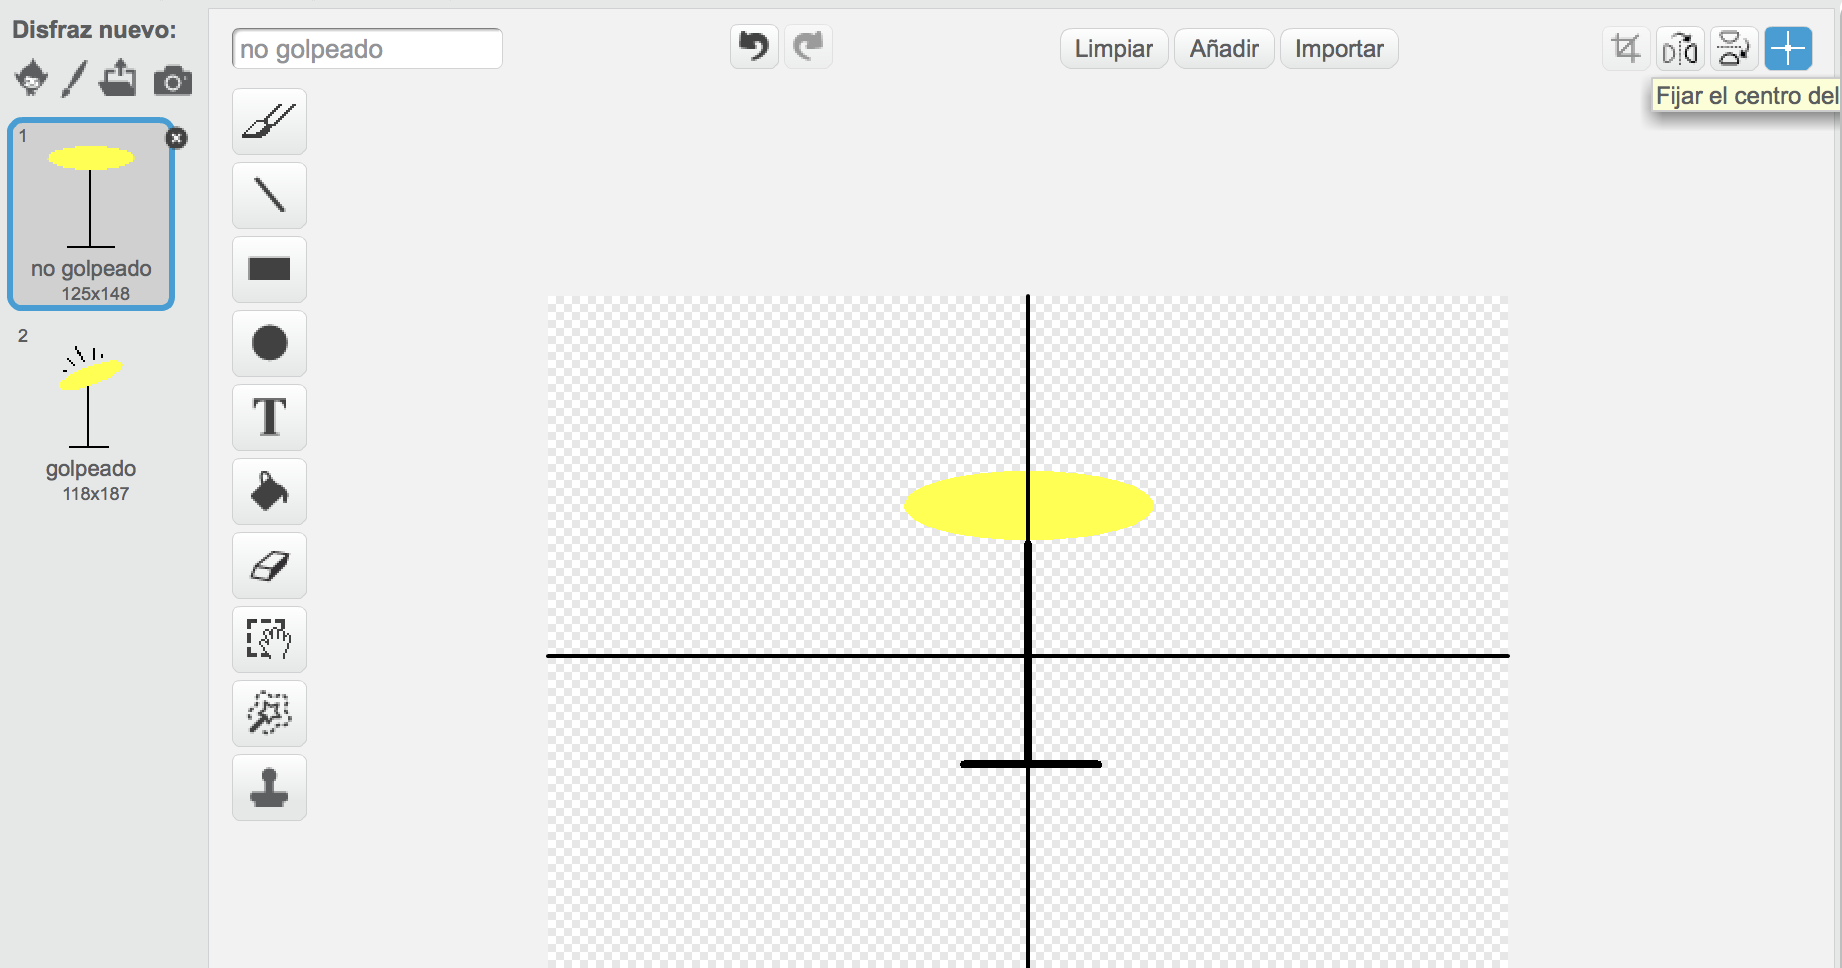 Disfraz nuevo:
no golpeado
Limpiar
Añadir
Importar
Fijar el centro del
1
no golpeado
125x148
2
golpeado
118x187
T